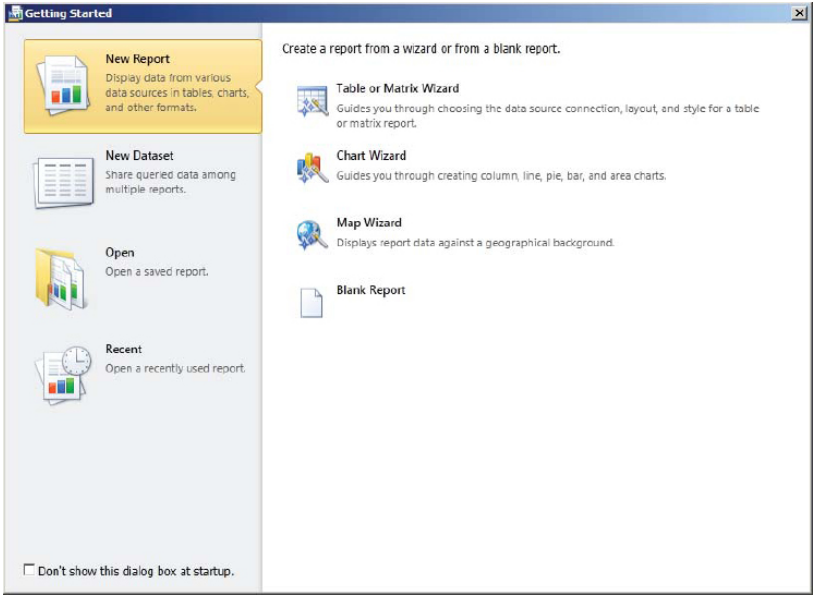 Getting Started
New Report
Display data from various
data sources in tables, charts,
and other formats.
New Dataset
Share queried data among
multiple reports.
Open
Open a saved report.
Recent
Open a recently used report.
Don't show this dialog box at startup.
Create a report from a wizard or from a blank report.
Table or Matrix Wizard
Guides you through choosing the data source connection, layout, and style for a table
or matrix report.
Chart Wizard
Guides you through creating column, line, pie, bar, and area charts.
Map Wizard
Displays report data against a geographical background.
Blank Report